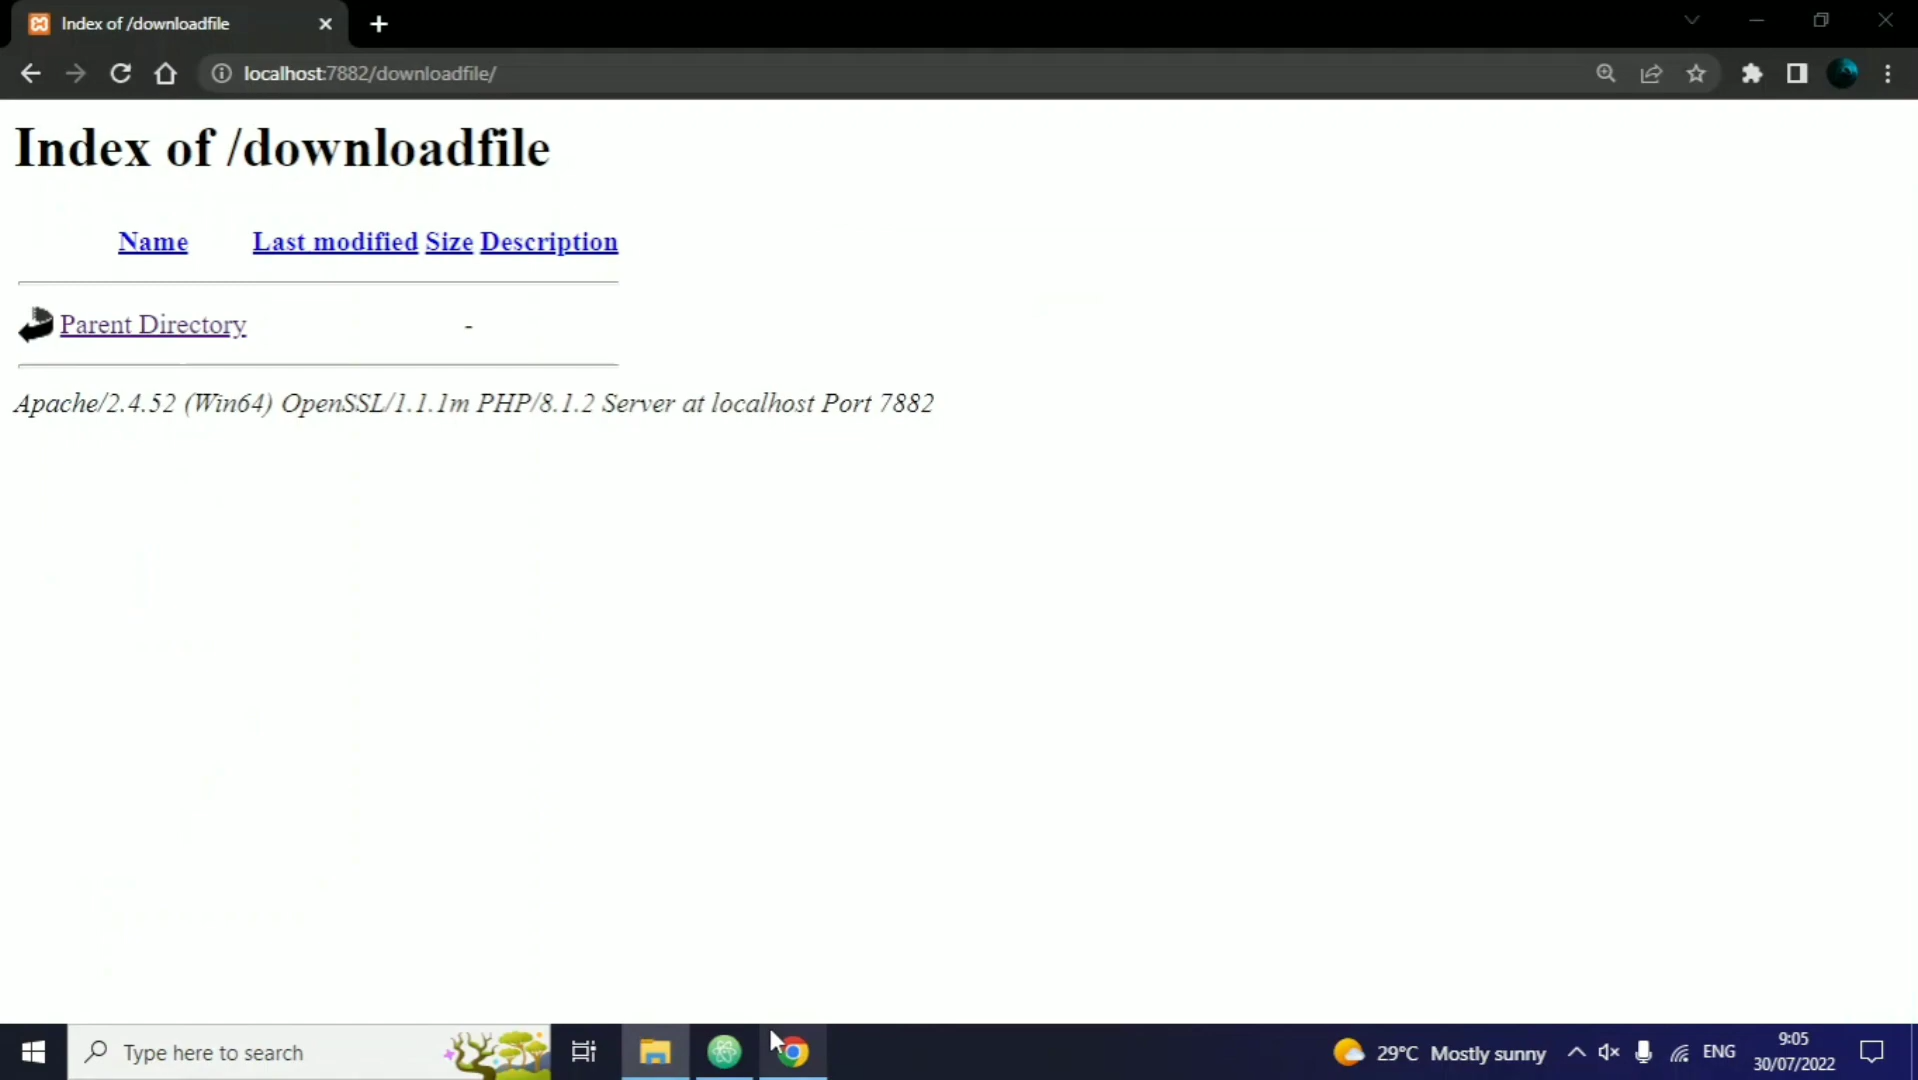 Index of /downloadfile
localhost:7882/downloadfile/
Index of /downloadfile
Name Last modified Size Description
Parent Directory -
Apache/2.4.52 (Win64) OpenSSL/1.1.1m PHP/8.1.2 Server at localhost Port 7882
Type here to search
29°C Mostly sunny
ENG
9:05
30/07/2022